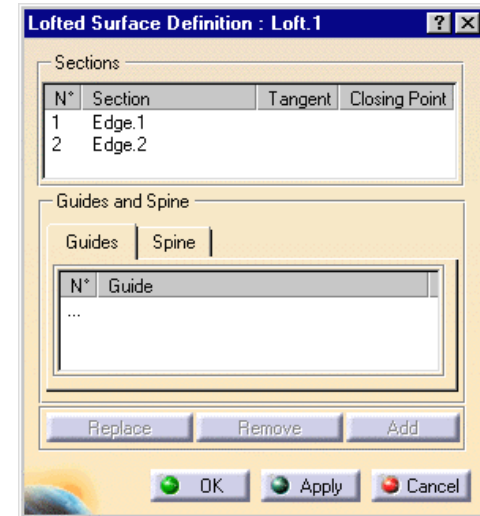 Lofted Surface Definition : Loft.1 ? ×
Sections
N° Section Tangent Closing Point
1 Edge.1
2 Edge.2
Guides and Spine
Guides Spine
N° Guide
...
Replace Remove Add
OK Apply Cancel